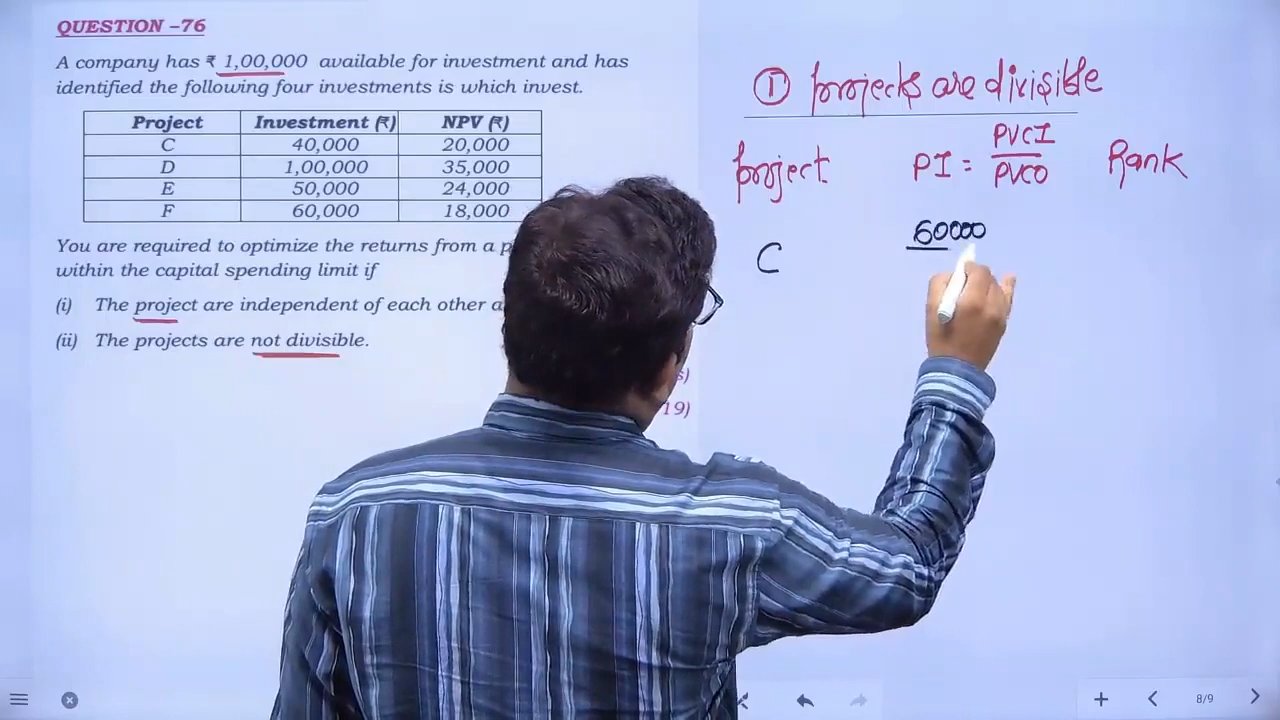 QUESTION –76
A company has ₹ 1,00,000 available for investment and has
identified the following four investments is which invest.
Project Investment (₹) NPV (₹)
C 40,000 20,000
D 1,00,000 35,000
E 50,000 24,000
F 60,000 18,000
You are required to optimize the returns from a
within the capital spending limit if
(i) The project are independent of each other
(ii) The projects are not divisible.
19)
① projects are divisible
project PI = PVCI / PVCO Rank
C 60000
8/9